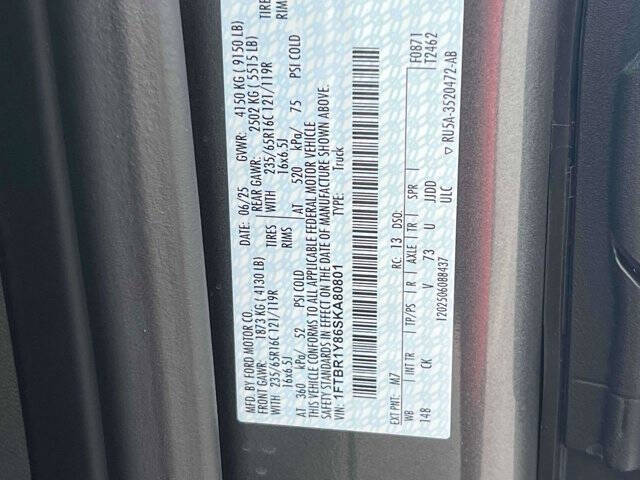 MFD. BY FORD MOTOR CO. DATE: 06/25 GVWR: 4150 KG ( 9150 LB)
FRONT GAWR: 1873 KG ( 4130 LB) REAR GAWR: 2502 KG ( 5515 LB)
WITH 235/65R16C 121/119R TIRES WITH 235/65R16C 121/119R TIRES
16x6.5J RIMS 16x6.5J RIMS
AT 360 kPa/ 52 PSI COLD AT 520 kPa/ 75 PSI COLD
THIS VEHICLE CONFORMS TO ALL APPLICABLE FEDERAL MOTOR VEHICLE
SAFETY STANDARDS IN EFFECT ON THE DATE OF MANUFACTURE SHOWN ABOVE.
VIN: 1FTBR1Y86SKA80801 TYPE: Truck
EXT PNT: M7 RC: 13 DSO: F0871
WB INT TR TP/PS R AXLE TR SPR T2462
148 CK V 73 U JJDD
ULC
1202506088437 ▽ RU5A-3520472-AB